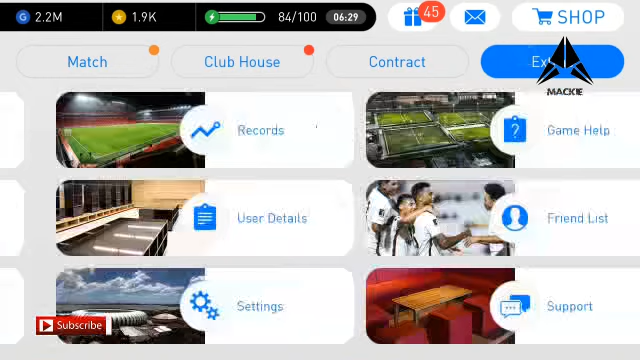 G 2.2M 1.9K 84/100 06:29 45 SHOP
Match Club House Contract Ex
MACKIE
Records Game Help
User Details Friend List
Settings Support
Subscribe